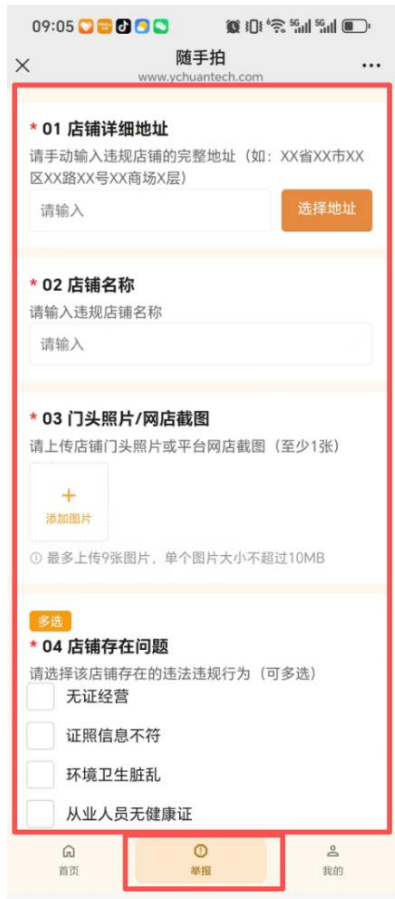 09:05
随手拍
www.ychuantech.com
* 01 店铺详细地址
请手动输入违规店铺的完整地址（如：XX省XX市XX
区XX路XX号XX商场X层）
请输入
选择地址
* 02 店铺名称
请输入违规店铺名称
请输入
* 03 门头照片/网店截图
请上传店铺门头照片或平台网店截图（至少1张）
添加图片
最多上传9张图片，单个图片大小不超过10MB
多选
* 04 店铺存在问题
请选择该店铺存在的违法违规行为（可多选）
无证经营
证照信息不符
环境卫生脏乱
从业人员无健康证
首页
举报
我的